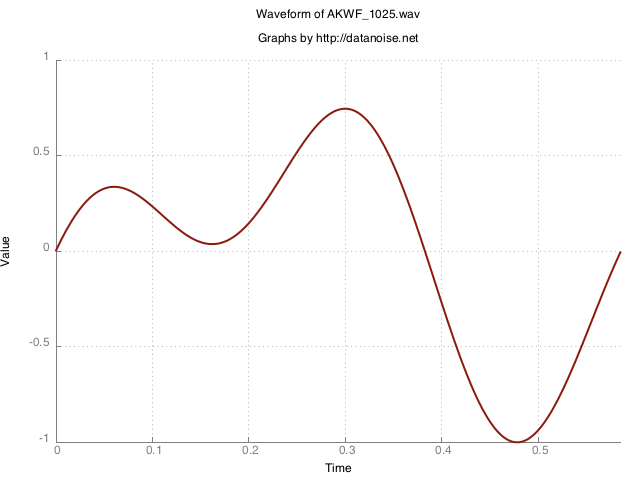 Waveform of AKWF_1025.wav
Graphs by http://datanoise.net
1
0.5
0
-0.5
-1
Value
0 0.1 0.2 0.3 0.4 0.5
Time